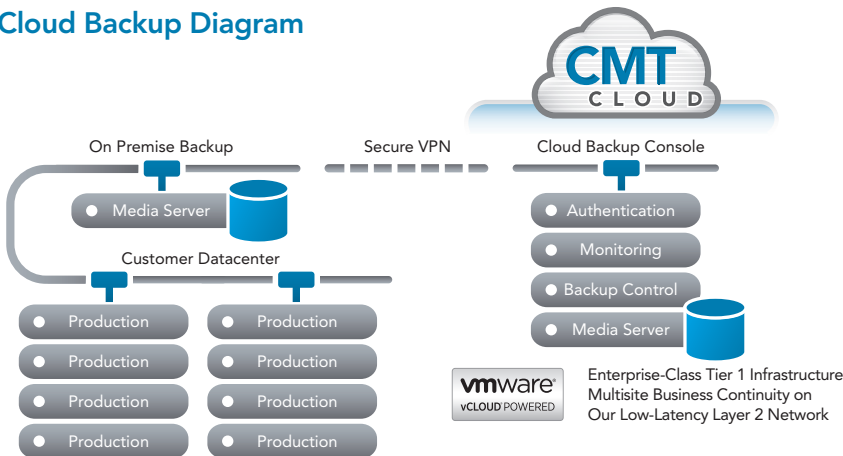 Cloud Backup Diagram
CMT
CLOUD
On Premise Backup
Secure VPN
Cloud Backup Console
Media Server
Customer Datacenter
Production
Production
Production
Production
Production
Production
Production
Production
Authentication
Monitoring
Backup Control
Media Server
vmware®
vCLOUD POWERED
Enterprise-Class Tier 1 Infrastructure
Multisite Business Continuity on
Our Low-Latency Layer 2 Network